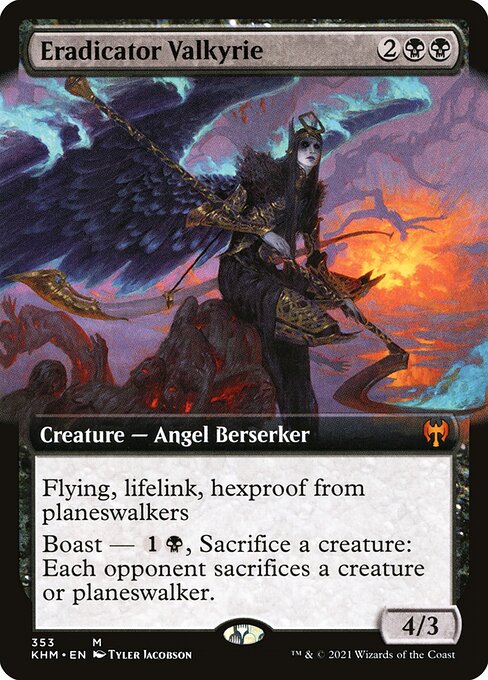 Eradicator Valkyrie 2
Creature — Angel Berserker
Flying, lifelink, hexproof from
planeswalkers
Boast — 1, Sacrifice a creature:
Each opponent sacrifices a creature
or planeswalker.
4/3
353 M
KHM • EN Tyler Jacobson
™ & © 2021 Wizards of the Coast